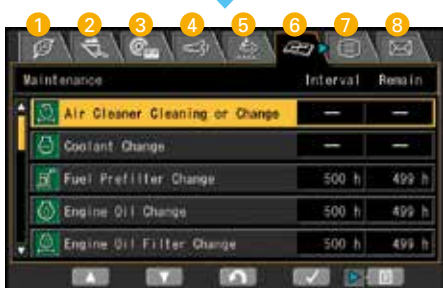 1 2 3 4 5 6 7 8
Maintenance Interval Remain
Air Cleaner Cleaning or Change — —
Coolant Change — —
Fuel Prefilter Change 500 h 499 h
Engine Oil Change 500 h 499 h
Engine Oil Filter Change 500 h 499 h